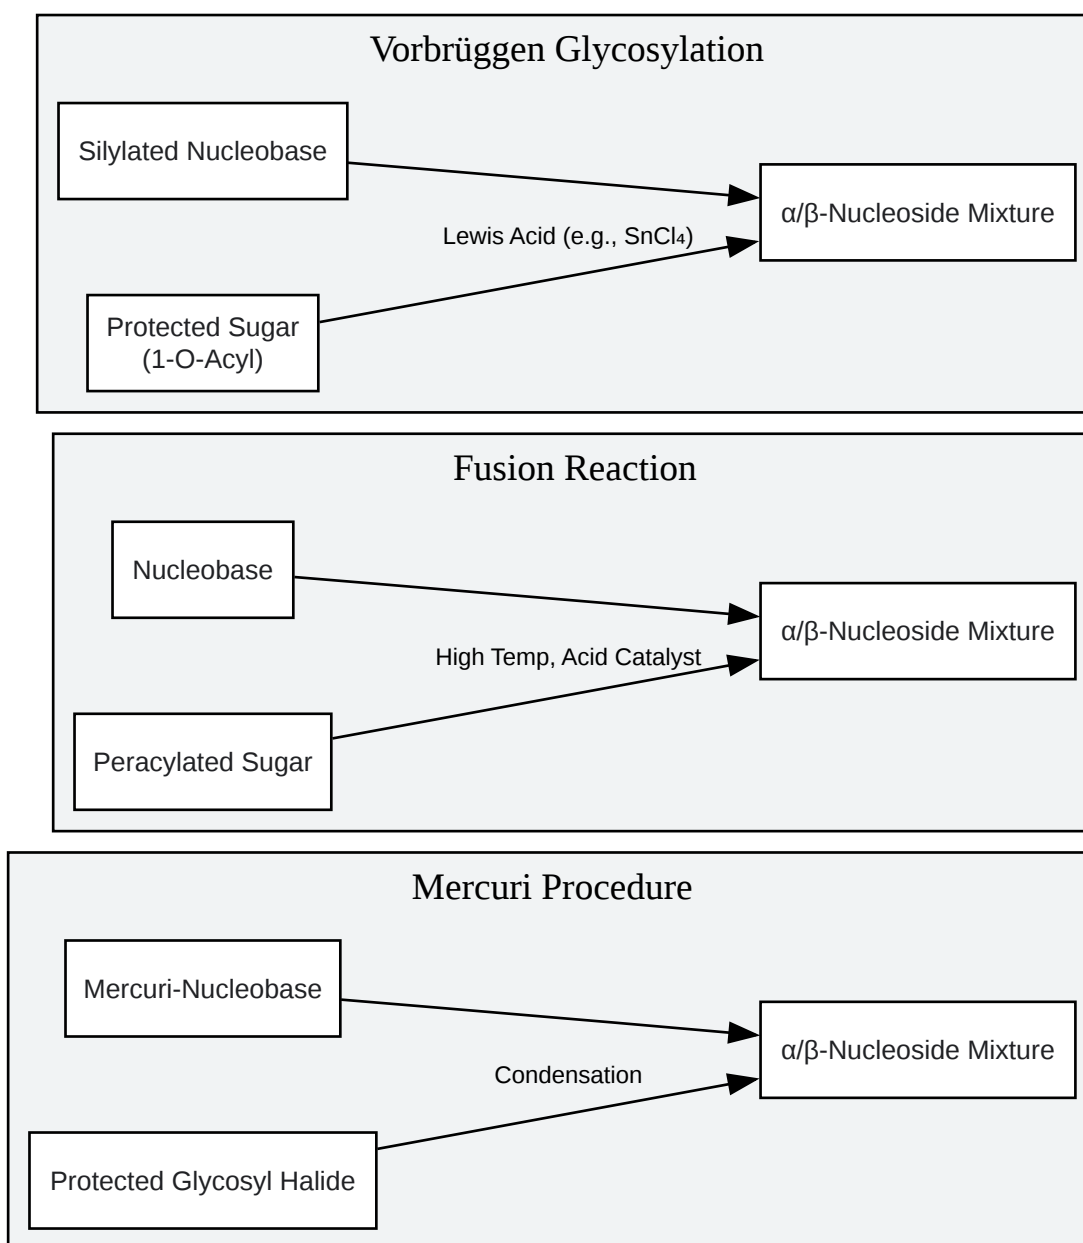 Vorbrüggen Glycosylation
Silylated Nucleobase
α/β-Nucleoside Mixture
Lewis Acid (e.g., SnCl₄)
Protected Sugar
(1-O-Acyl)
Fusion Reaction
Nucleobase
α/β-Nucleoside Mixture
High Temp, Acid Catalyst
Peracylated Sugar
Mercuri Procedure
Mercuri-Nucleobase
α/β-Nucleoside Mixture
Condensation
Protected Glycosyl Halide